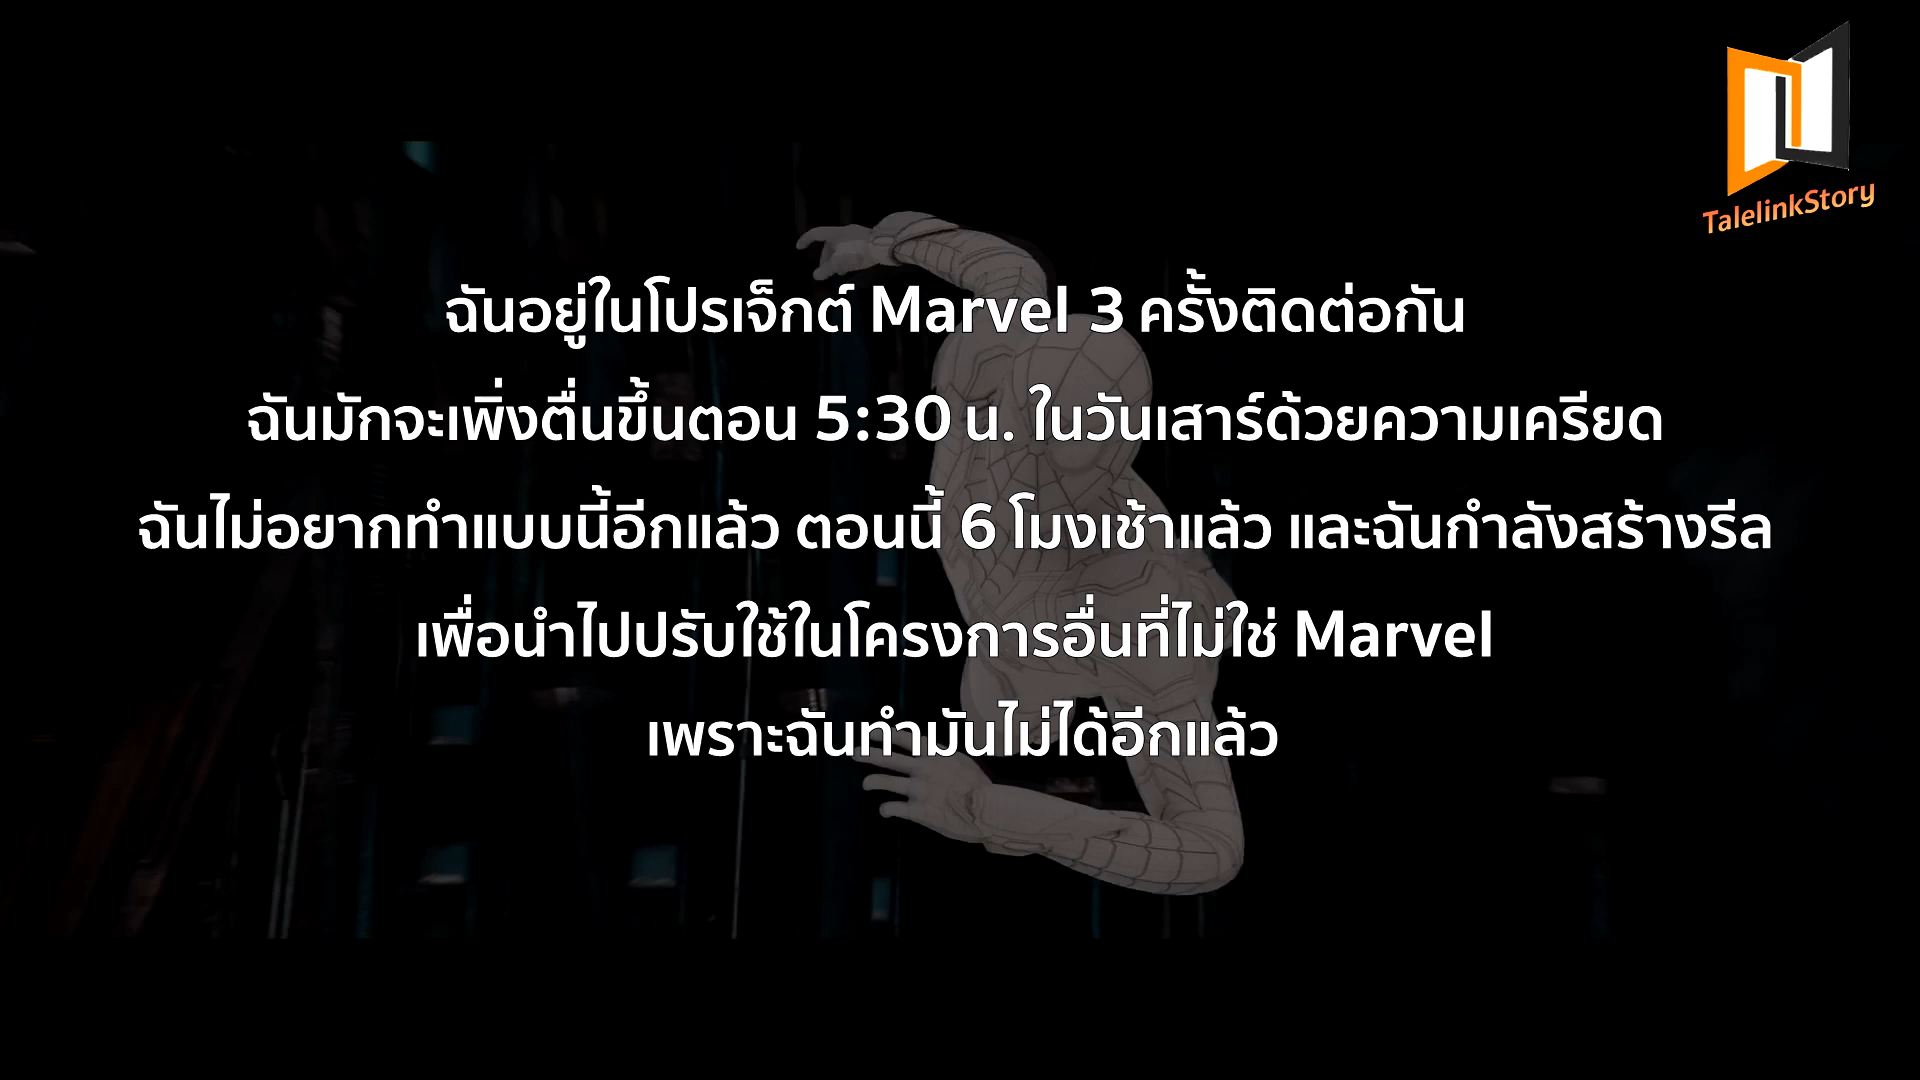 TalelinkStory
ฉันอยู่ในโปรเจ็กต์ Marvel 3 ครั้งติดต่อกัน
ฉันมักจะเพิ่งตื่นขึ้นตอน 5:30 น. ในวันเสาร์ด้วยความเครียด
ฉันไม่อยากทำแบบนี้อีกแล้ว ตอนนี้ 6 โมงเช้าแล้ว และฉันกำลังสร้างรีล
เพื่อนำไปปรับใช้ในโครงการอื่นที่ไม่ใช่ Marvel
เพราะฉันทำมันไม่ได้อีกแล้ว